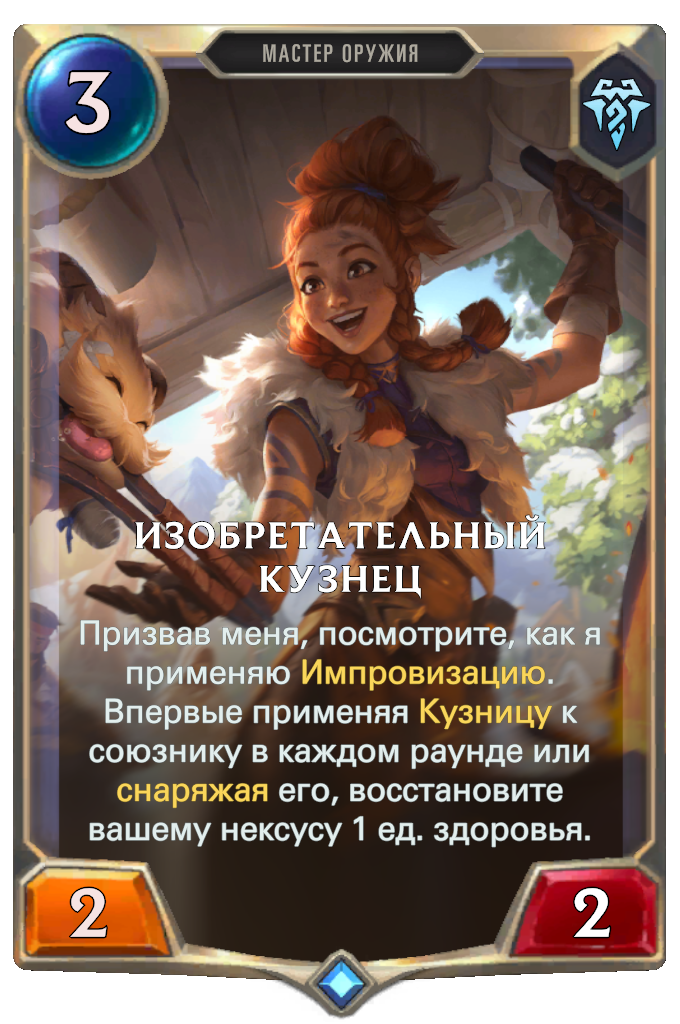 3
МАСТЕР ОРУЖИЯ
ИЗОБРЕТАТЕЛЬНЫЙ
КУЗНЕЦ
Призвав меня, посмотрите, как я
применяю Импровизацию.
Впервые применяя Кузницу к
союзнику в каждом раунде или
снаряжая его, восстановите
вашему нексусу 1 ед. здоровья.
2
2